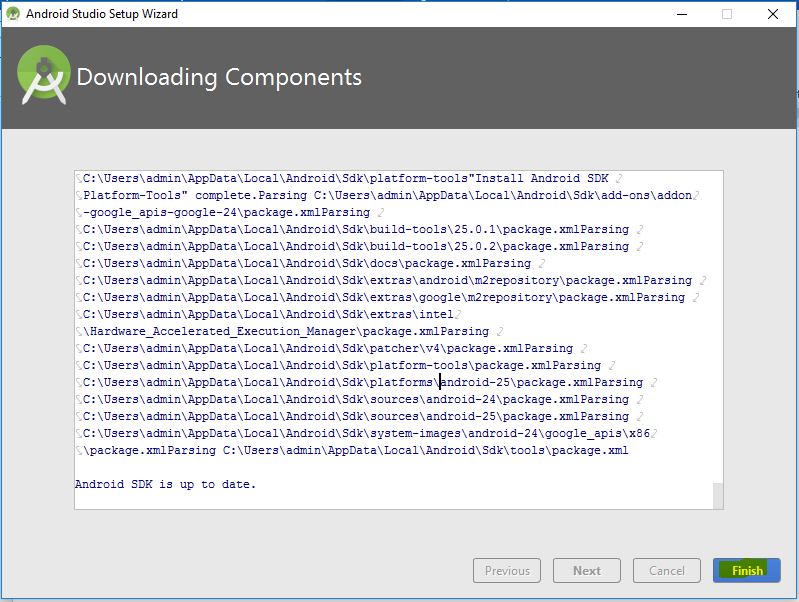 Android Studio Setup Wizard
Downloading Components
C:\Users\admin\AppData\Local\Android\Sdk\platform-tools"Install Android SDK
Platform-Tools" complete.Parsing C:\Users\admin\AppData\Local\Android\Sdk\add-ons\addon
-google_apis-google-24\package.xmlParsing
C:\Users\admin\AppData\Local\Android\Sdk\build-tools\25.0.1\package.xmlParsing
C:\Users\admin\AppData\Local\Android\Sdk\build-tools\25.0.2\package.xmlParsing
C:\Users\admin\AppData\Local\Android\Sdk\docs\package.xmlParsing
C:\Users\admin\AppData\Local\Android\Sdk\extras\android\m2repository\package.xmlParsing
C:\Users\admin\AppData\Local\Android\Sdk\extras\google\m2repository\package.xmlParsing
C:\Users\admin\AppData\Local\Android\Sdk\extras\intel
\Hardware_Accelerated_Execution_Manager\package.xmlParsing
C:\Users\admin\AppData\Local\Android\Sdk\patcher\v4\package.xmlParsing
C:\Users\admin\AppData\Local\Android\Sdk\platform-tools\package.xmlParsing
C:\Users\admin\AppData\Local\Android\Sdk\platforms\android-25\package.xmlParsing
C:\Users\admin\AppData\Local\Android\Sdk\sources\android-24\package.xmlParsing
C:\Users\admin\AppData\Local\Android\Sdk\sources\android-25\package.xmlParsing
C:\Users\admin\AppData\Local\Android\Sdk\system-images\android-24\google_apis\x86
\package.xmlParsing C:\Users\admin\AppData\Local\Android\Sdk\tools\package.xml
Android SDK is up to date.
Previous
Next
Cancel
Finish